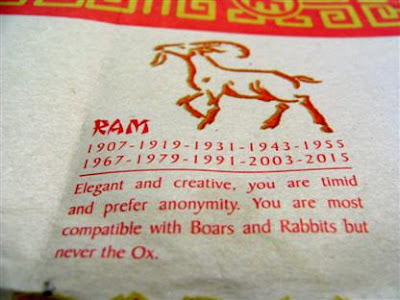 RAM
1907-1919-1931-1943-1955
1967-1979-1991-2003-2015
Elegant and creative, you are timid
and prefer anonymity. You are most
compatible with Boars and Rabbits but
never the Ox.